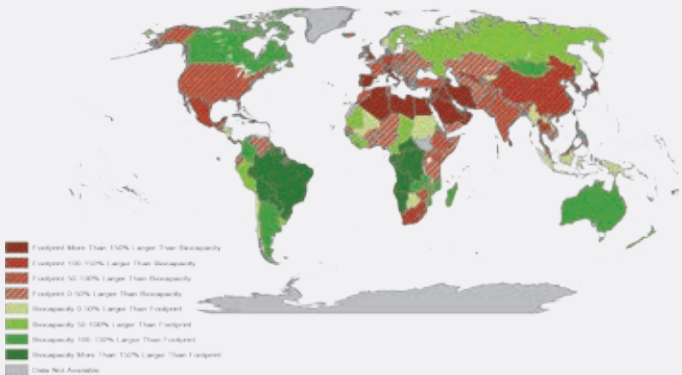 Footprint More Than 150% Larger Than Biocapacity
Footprint 100-150% Larger Than Biocapacity
Footprint 50-100% Larger Than Biocapacity
Footprint 0-50% Larger Than Biocapacity
Biocapacity 0-50% Larger Than Footprint
Biocapacity 50-100% Larger Than Footprint
Biocapacity 100-150% Larger Than Footprint
Biocapacity More Than 150% Larger Than Footprint
Data Not Available